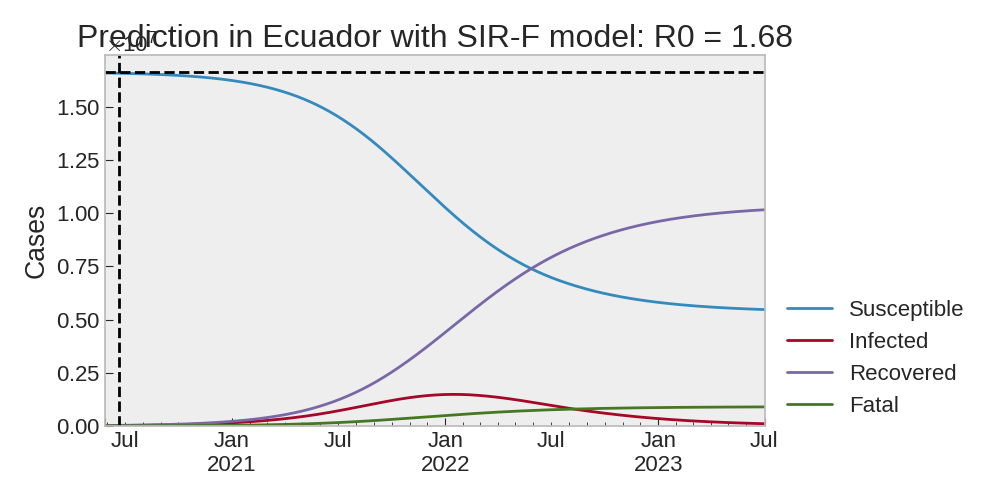 Prediction in Ecuador with SIR-F model: R0 = 1.68
1.50
1.25
1.00
0.75
0.50
0.25
0.00
Cases
Jul
Jan
2021
Jul
Jan
2022
Jul
Jan
2023
Jul
Susceptible
Infected
Recovered
Fatal